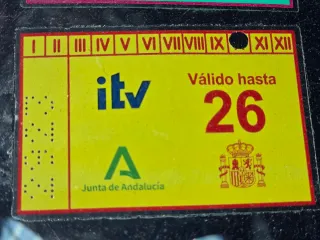 I II III IV V VI VII VIII IX XI XII
itv
Válido hasta
26
Junta de Andalucía